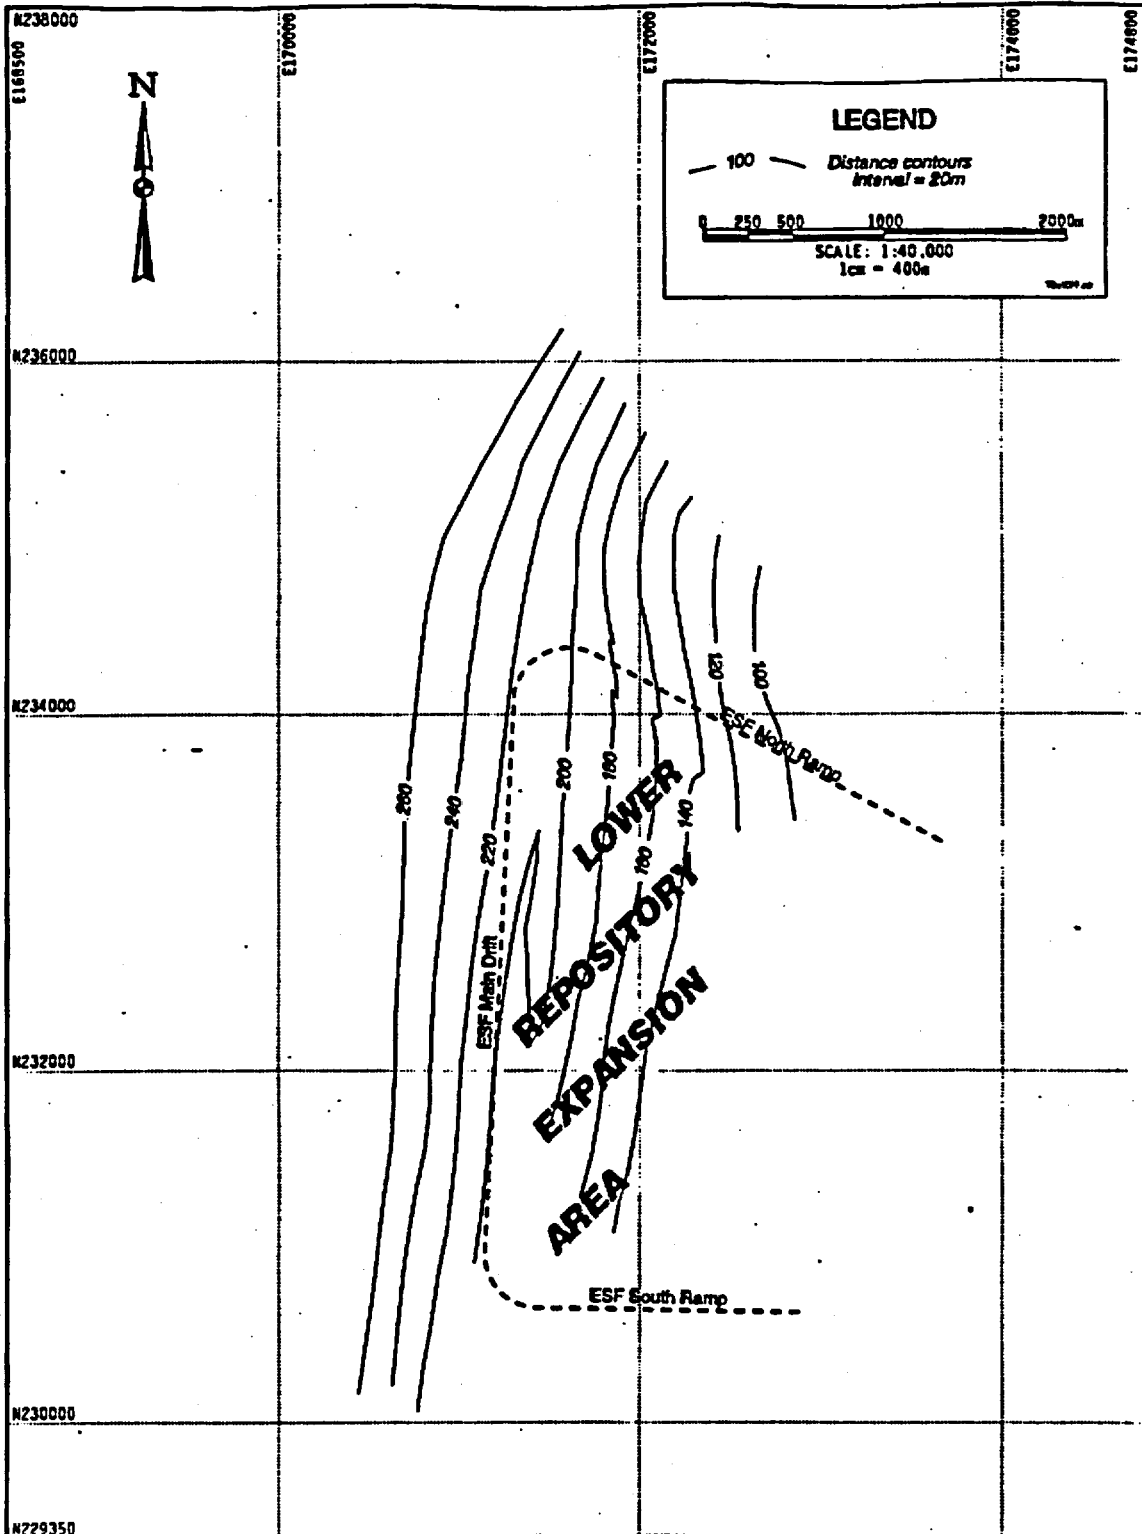 N238000
E168500
E170000
E172000
E174000
E174800
N
LEGEND
100
Distance contours
Interval = 20m
0 250 500 1000 2000m
SCALE: 1:40.000
1cm = 400m
N236000
120
100
N234000
ESF North Ramp
260
240
220
200
180
160
140
LOWER
REPOSITORY
EXPANSION
AREA
ESF Main Drift
N232000
ESF South Ramp
N230000
N229350